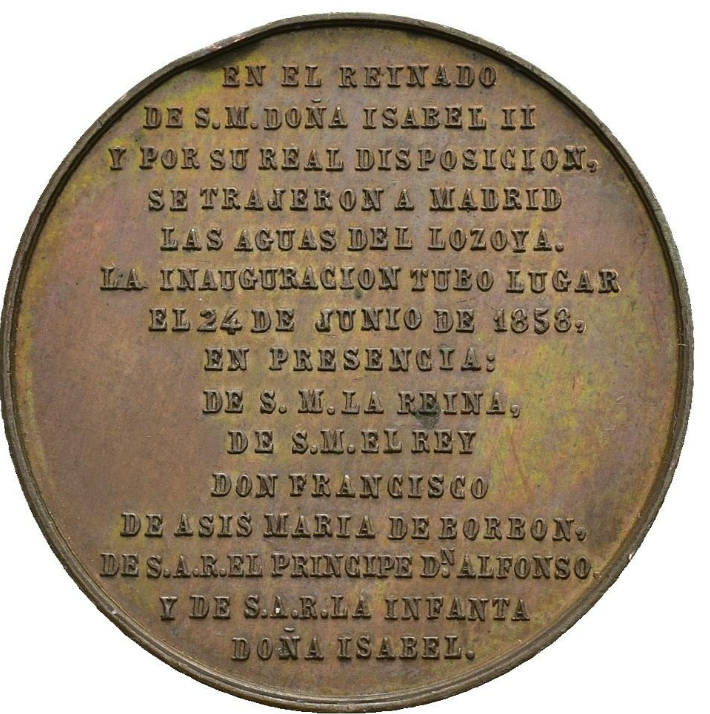 EN EL REINADO
DE S.M. DOÑA ISABEL II
Y POR SU REAL DISPOSICION,
SE TRAJERON A MADRID
LAS AGUAS DEL LOZOYA.
LA INAUGURACION TUBO LUGAR
EL 24 DE JUNIO DE 1858,
EN PRESENCIA:
DE S. M. LA REINA,
DE S.M. EL REY
DON FRANCISCO
DE ASIS MARIA DE BORBON,
DE S.A.R. EL PRINCIPE D.N ALFONSO
Y DE S.A.R. LA INFANTA
DOÑA ISABEL.